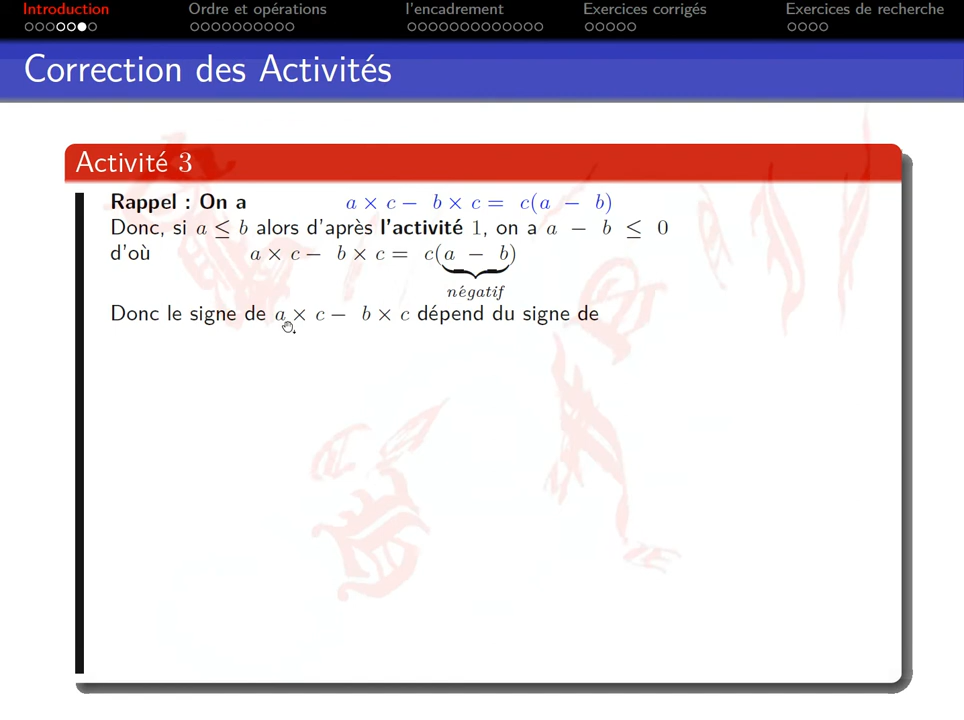 Introduction
Ordre et opérations
l'encadrement
Exercices corrigés
Exercices de recherche
Correction des Activités
Activité 3
Rappel : On a a × c − b × c = c(a − b)
Donc, si a ≤ b alors d'après l'activité 1, on a a − b ≤ 0
d'où a × c − b × c = c(a − b)
négatif
Donc le signe de a × c − b × c dépend du signe de